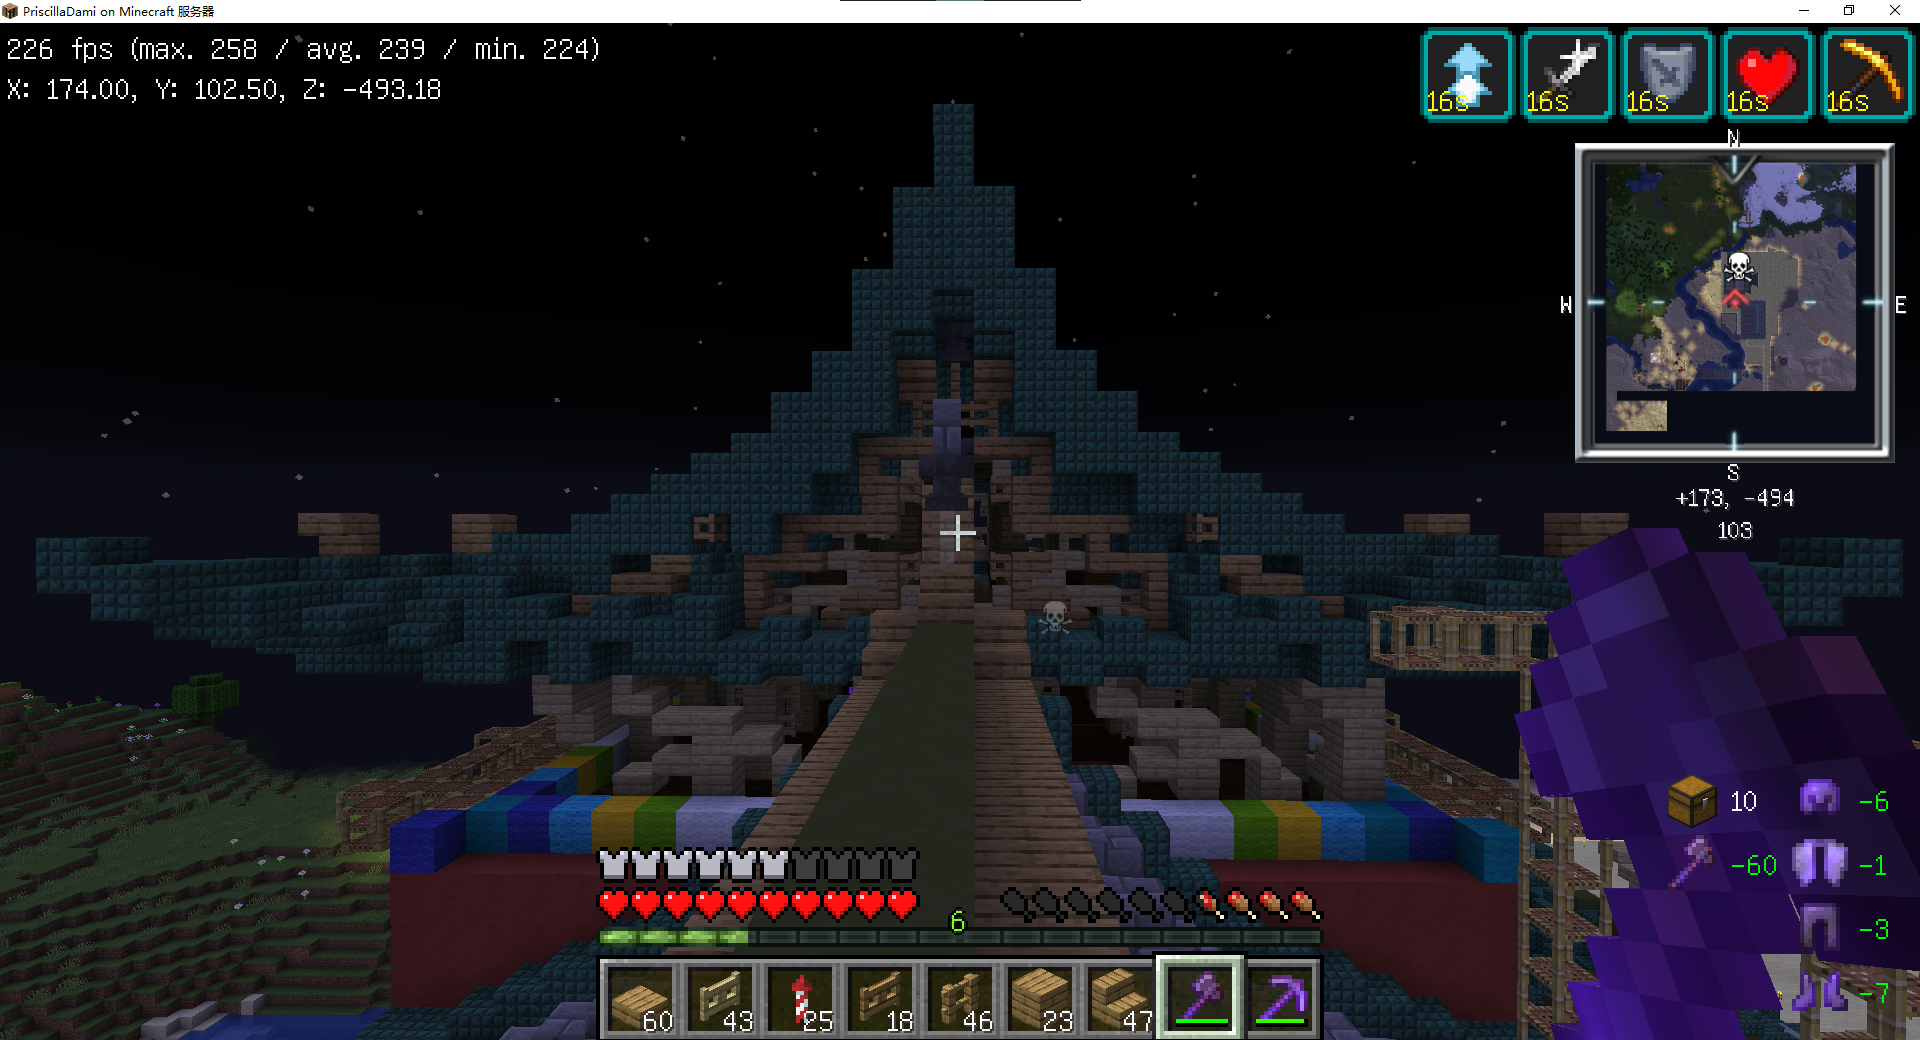 PriscillaDami on Minecraft 服务器
226 fps (max. 258 / avg. 239 / min. 224)
X: 174.00, Y: 102.50, Z: -493.18
16s 16s 16s 16s 16s
N
W E
S
+173, -494
103
10 -6
-60 -1
-3
-7
6
60 43 25 18 46 23 47